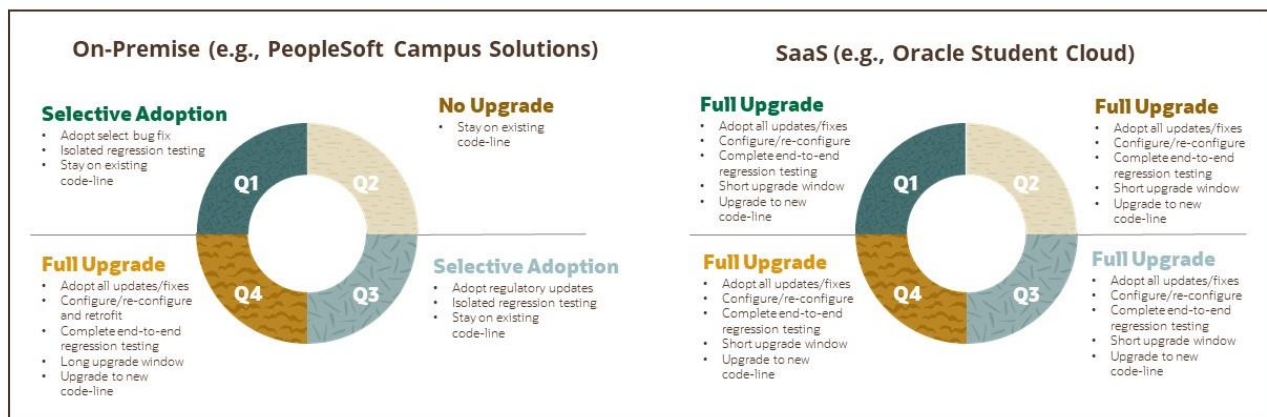 On-Premise (e.g., PeopleSoft Campus Solutions)
Selective Adoption
• Adopt select bug fix
• Isolated regression testing
• Stay on existing
code-line
No Upgrade
• Stay on existing
code-line
Q1
Q2
Full Upgrade
• Adopt all updates/fixes
• Configure/re-configure
and retrofit
• Complete end-to-end
regression testing
• Long upgrade window
• Upgrade to new
code-line
Q4
Q3
Selective Adoption
• Adopt regulatory updates
• Isolated regression testing
• Stay on existing
code-line
SaaS (e.g., Oracle Student Cloud)
Full Upgrade
• Adopt all updates/fixes
• Configure/re-configure
• Complete end-to-end
regression testing
• Short upgrade window
• Upgrade to new
code-line
Q1
Q2
Full Upgrade
• Adopt all updates/fixes
• Configure/re-configure
• Complete end-to-end
regression testing
• Short upgrade window
• Upgrade to new
code-line
Full Upgrade
• Adopt all updates/fixes
• Configure/re-configure
• Complete end-to-end
regression testing
• Short upgrade window
• Upgrade to new
code-line
Q4
Q3
Full Upgrade
• Adopt all updates/fixes
• Configure/re-configure
• Complete end-to-end
regression testing
• Short upgrade window
• Upgrade to new
code-line